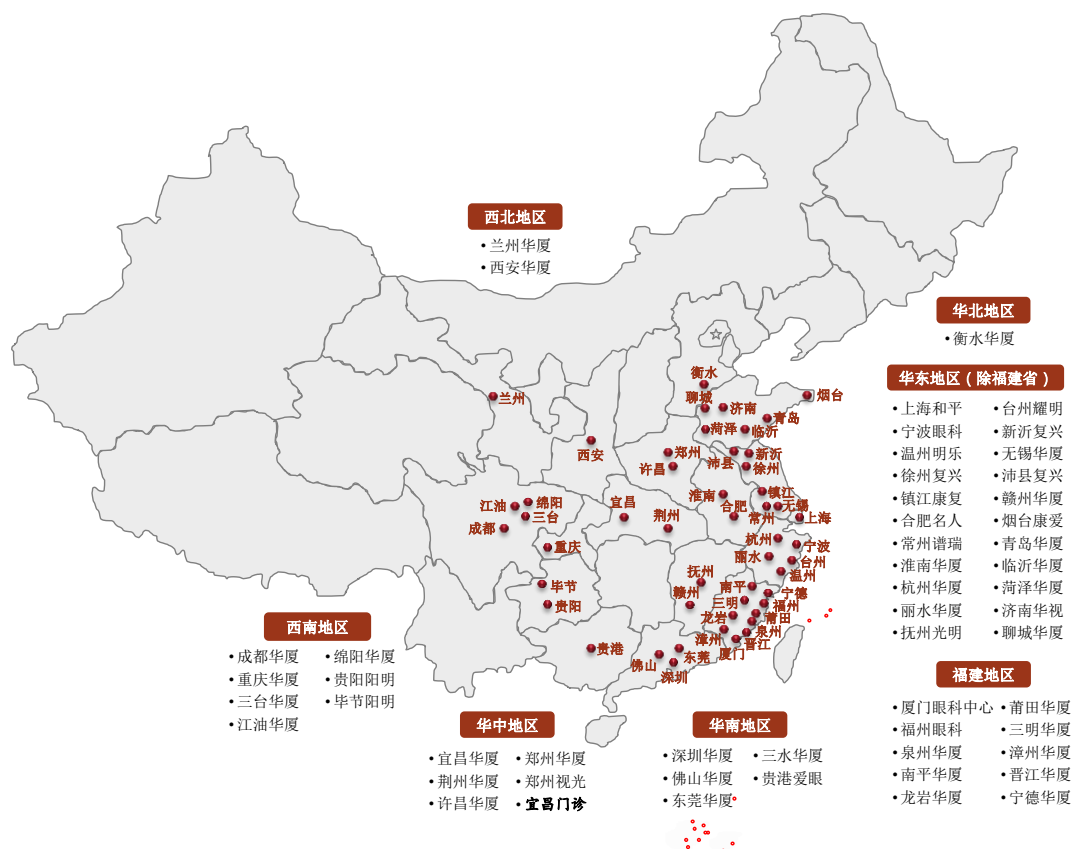 西北地区
•兰州华厦
•西安华厦
华北地区
•衡水华厦
华东地区（除福建省）
•上海和平 •台州耀明
•宁波眼科 •新沂复兴
•温州明乐 •无锡华厦
•徐州复兴 •沛县复兴
•镇江康复 •赣州华厦
•合肥名人 •烟台康爱
•常州谱瑞 •青岛华厦
•淮南华厦 •临沂华厦
•杭州华厦 •菏泽华厦
•丽水华厦 •济南华视
•抚州光明 •聊城华厦
衡水
聊城
济南
烟台
青岛
菏泽
临沂
兰州
西安
郑州
许昌
沛县
新沂
徐州
江油
绵阳
三台
成都
宜昌
荆州
淮南
合肥
镇江
常州
无锡
上海
重庆
杭州
宁波
丽水
台州
温州
毕节
贵阳
抚州
赣州
南平
宁德
三明
福州
龙岩
莆田
泉州
漳州
晋江
厦门
贵港
佛山
东莞
深圳
西南地区
•成都华厦 •绵阳华厦
•重庆华厦 •贵阳阳明
•三台华厦 •毕节阳明
•江油华厦
华中地区
•宜昌华厦 •郑州华厦
•荆州华厦 •郑州视光
•许昌华厦 •宜昌门诊
华南地区
•深圳华厦 •三水华厦
•佛山华厦 •贵港爱眼
•东莞华厦
福建地区
•厦门眼科中心 •莆田华厦
•福州眼科 •三明华厦
•泉州华厦 •漳州华厦
•南平华厦 •晋江华厦
•龙岩华厦 •宁德华厦